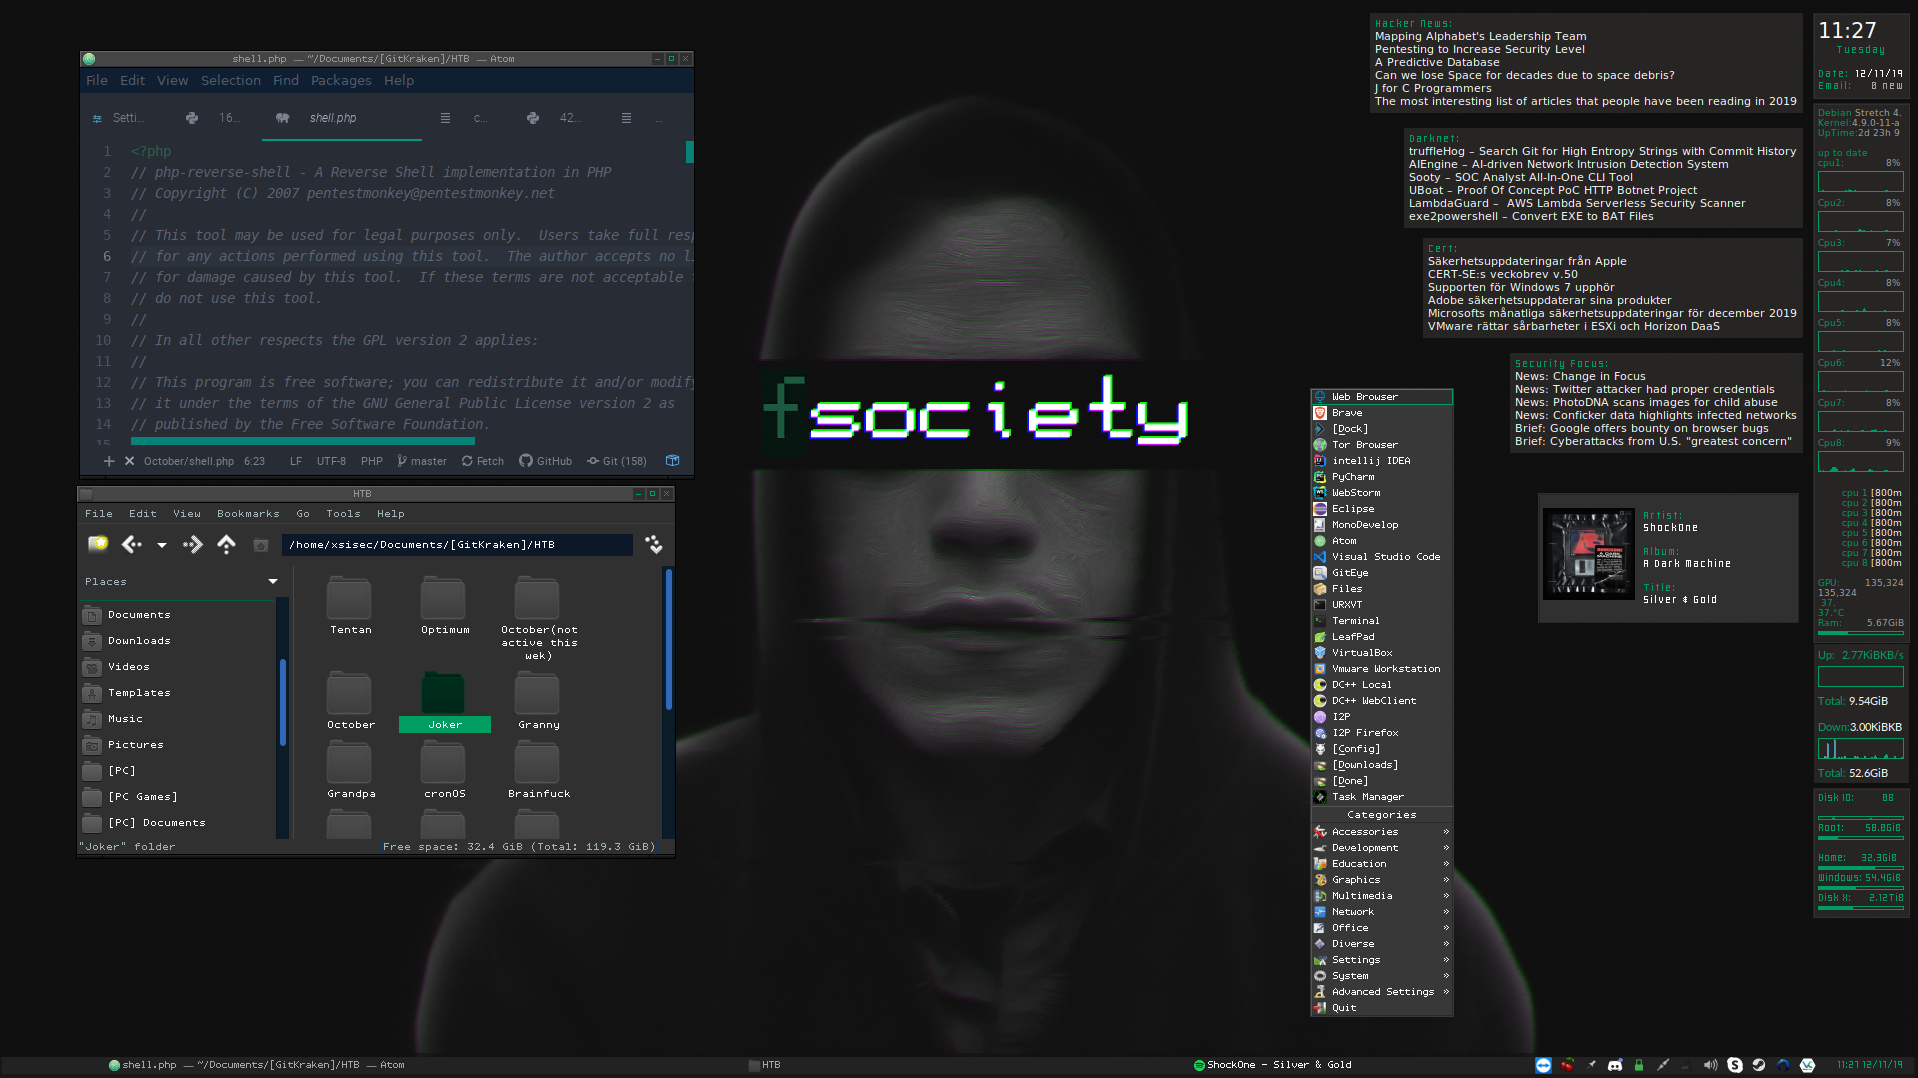 shell.php — ~/Documents/[GitKraken]/HTB — Atom
File Edit View Selection Find Packages Help
Setti... 16... shell.php c... 42... ...
1 <?php
2 // php-reverse-shell - A Reverse Shell implementation in PHP
3 // Copyright (C) 2007 pentestmonkey@pentestmonkey.net
4 //
5 // This tool may be used for legal purposes only.  Users take full resp
6 // for any actions performed using this tool.  The author accepts no li
7 // for damage caused by this tool.  If these terms are not acceptable t
8 // do not use this tool.
9 //
10 // In all other respects the GPL version 2 applies:
11 //
12 // This program is free software; you can redistribute it and/or modify
13 // it under the terms of the GNU General Public License version 2 as
14 // published by the Free Software Foundation.
15
October/shell.php 6:23 LF UTF-8 PHP master Fetch GitHub Git (158)
HTB
File Edit View Bookmarks Go Tools Help
/home/xsisec/Documents/[GitKraken]/HTB
Places
Documents
Downloads
Videos
Templates
Music
Pictures
[PC]
[PC Games]
[PC] Documents
Tentan
Optimum
October(not
active this
wek)
October
Joker
Granny
Grandpa
cronOS
Brainfuck
"Joker" folder
Free space: 32.4 GiB (Total: 119.3 GiB)
fsociety
Web Browser
Brave
[Dock]
Tor Browser
intellij IDEA
PyCharm
WebStorm
Eclipse
MonoDevelop
Atom
Visual Studio Code
GitEye
Files
URXVT
Terminal
LeafPad
VirtualBox
Vmware Workstation
DC++ Local
DC++ WebClient
I2P
I2P Firefox
[Config]
[Downloads]
[Done]
Task Manager
Categories
Accessories »
Development »
Education »
Graphics »
Multimedia »
Network »
Office »
Diverse »
Settings »
System »
Advanced Settings »
Quit
Hacker News:
Mapping Alphabet's Leadership Team
Pentesting to Increase Security Level
A Predictive Database
Can we lose Space for decades due to space debris?
J for C Programmers
The most interesting list of articles that people have been reading in 2019
Darknet:
truffleHog – Search Git for High Entropy Strings with Commit History
AIEngine – AI-driven Network Intrusion Detection System
Sooty – SOC Analyst All-In-One CLI Tool
UBoat – Proof Of Concept PoC HTTP Botnet Project
LambdaGuard –  AWS Lambda Serverless Security Scanner
exe2powershell – Convert EXE to BAT Files
Cert:
Säkerhetsuppdateringar från Apple
CERT-SE:s veckobrev v.50
Supporten för Windows 7 upphör
Adobe säkerhetsuppdaterar sina produkter
Microsofts månatliga säkerhetsuppdateringar för december 2019
VMware rättar sårbarheter i ESXi och Horizon DaaS
Security Focus:
News: Change in Focus
News: Twitter attacker had proper credentials
News: PhotoDNA scans images for child abuse
News: Conficker data highlights infected networks
Brief: Google offers bounty on browser bugs
Brief: Cyberattacks from U.S. "greatest concern"
Artist:
ShockOne
Album:
A Dark Machine
Title:
Silver & Gold
11:27
Tuesday
Date: 12/17/19
Email: 0 new
Debian Stretch 4.
Kernel:4.9.0-11-a
UpTime:2d 23h 9
up to date
cpu1: 8%
Cpu2: 8%
Cpu3: 7%
Cpu4: 8%
Cpu5: 8%
Cpu6: 12%
Cpu7: 8%
Cpu8: 9%
cpu 1 [800m
cpu 2 [800m
cpu 3 [800m
cpu 4 [800m
cpu 5 [800m
cpu 6 [800m
cpu 7 [800m
cpu 8 [800m
GPU: 135,324
135,324
37.
37.°C
Ram: 5.67GiB
Up: 2.77KiBKB/s
Total: 9.54GiB
Down:3.00KiBKB
Total: 52.6GiB
Disk IO: 0B
Root: 50.8GiB
Home: 32.3GiB
Windows: 54.4GiB
Disk X: 2.12TiB
shell.php — ~/Documents/[GitKraken]/HTB — Atom
HTB
ShockOne - Silver & Gold
11:27 12/17/19